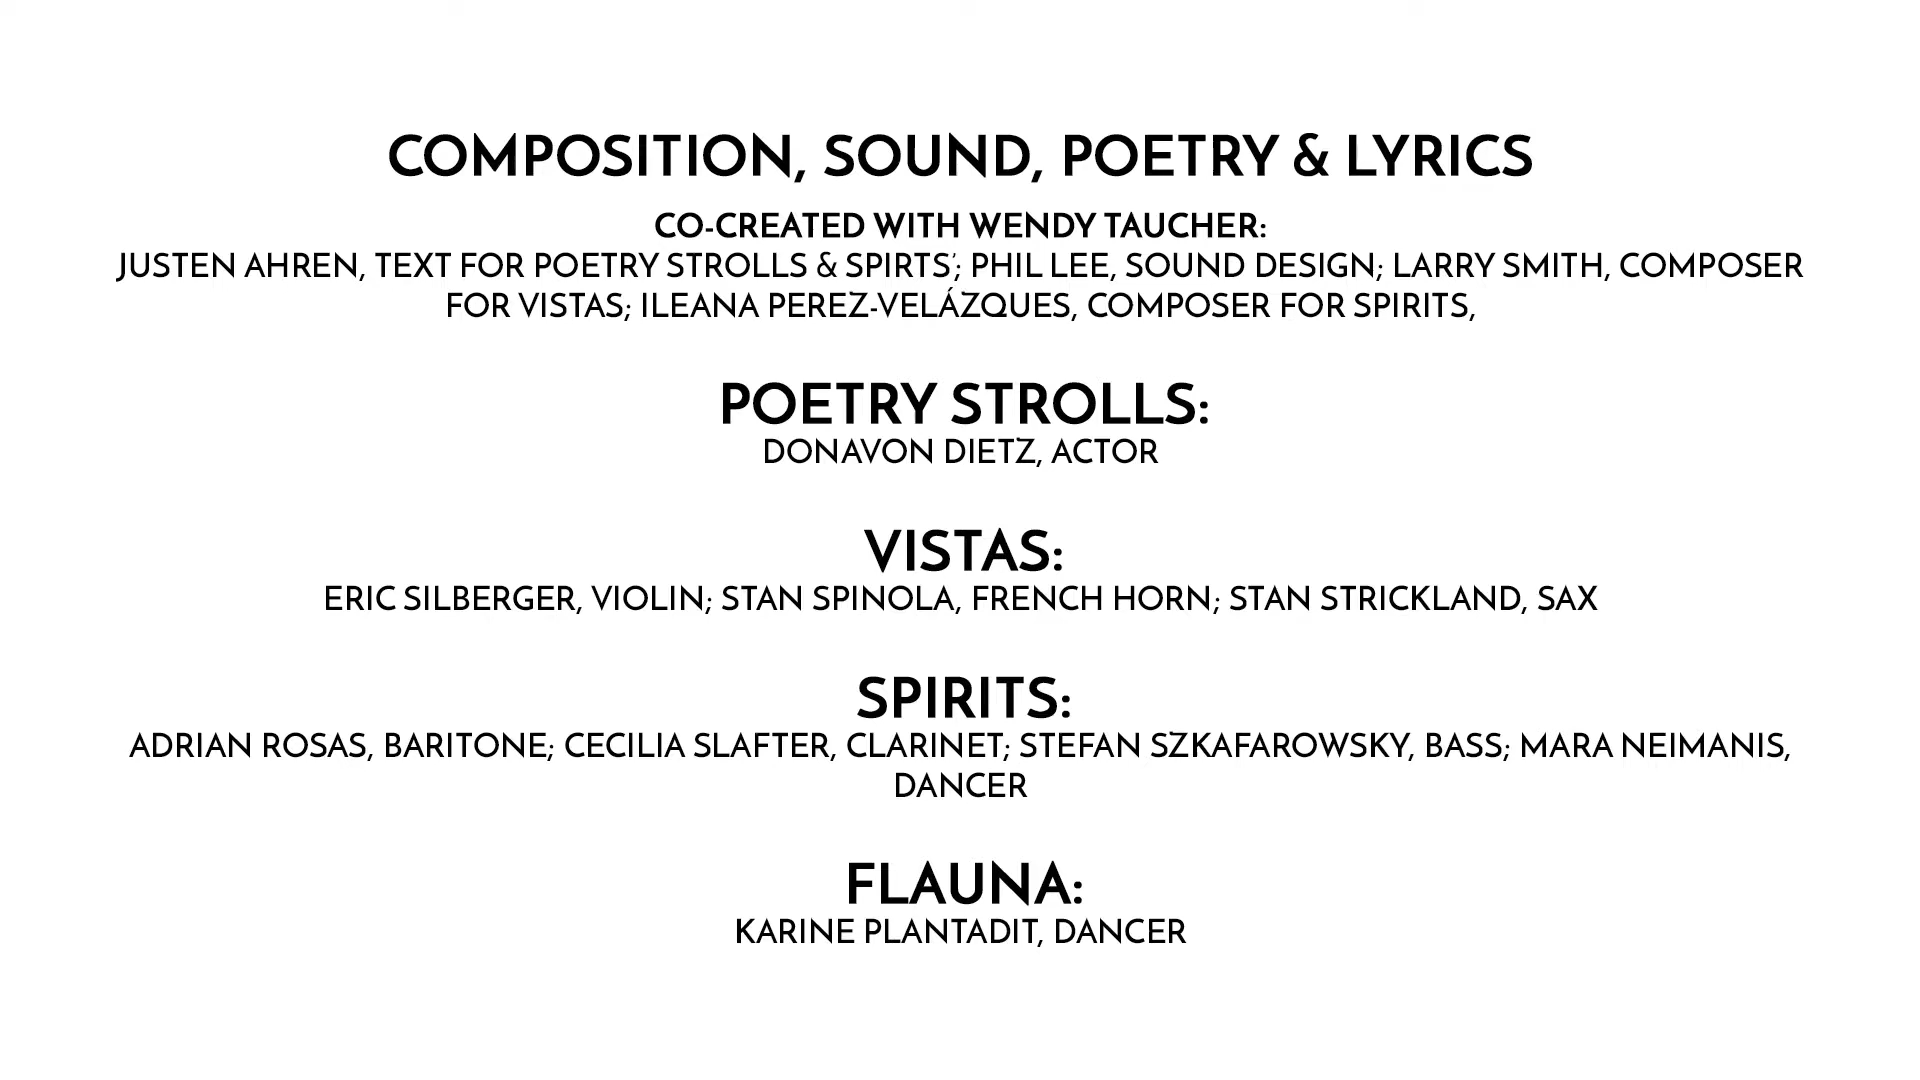 COMPOSITION, SOUND, POETRY & LYRICS
CO-CREATED WITH WENDY TAUCHER:
JUSTEN AHREN, TEXT FOR POETRY STROLLS & SPIRTS’; PHIL LEE, SOUND DESIGN; LARRY SMITH, COMPOSER
FOR VISTAS; ILEANA PEREZ-VELÁZQUES, COMPOSER FOR SPIRITS,
POETRY STROLLS:
DONAVON DIETZ, ACTOR
VISTAS:
ERIC SILBERGER, VIOLIN; STAN SPINOLA, FRENCH HORN; STAN STRICKLAND, SAX
SPIRITS:
ADRIAN ROSAS, BARITONE; CECILIA SLAFTER, CLARINET; STEFAN SZKAFAROWSKY, BASS; MARA NEIMANIS,
DANCER
FLAUNA:
KARINE PLANTADIT, DANCER